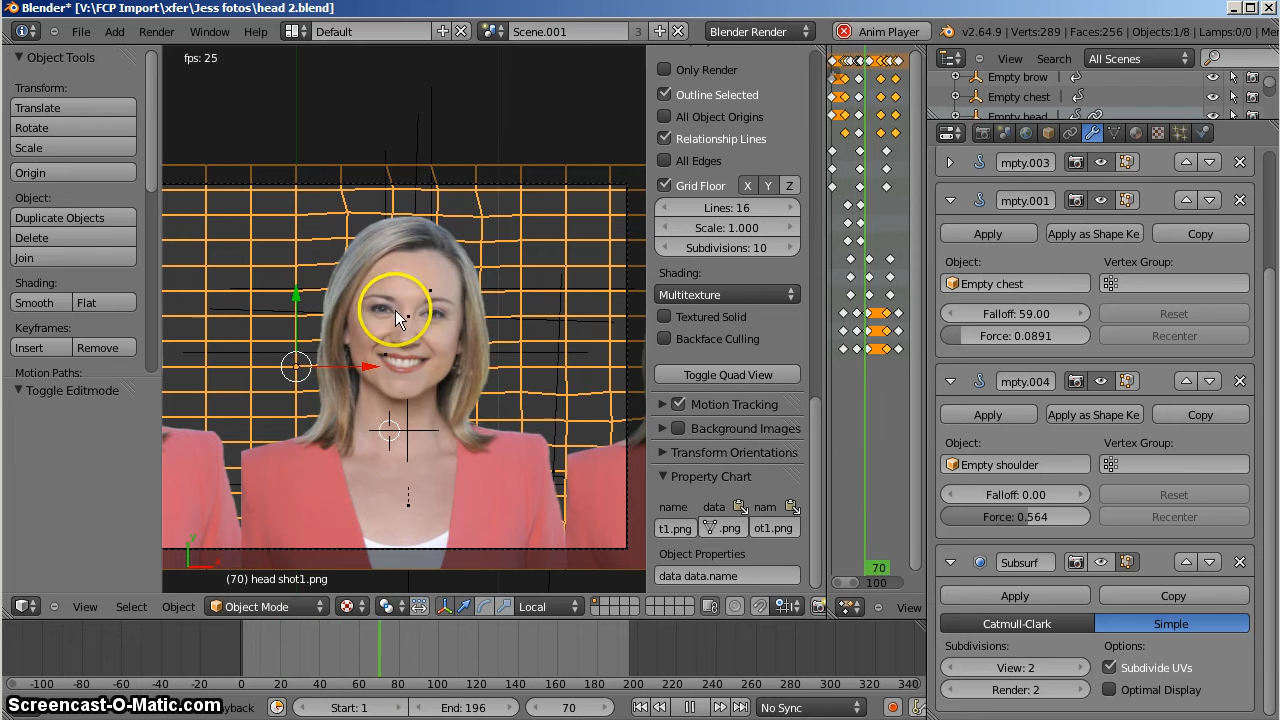 Blender* [V:\FCP Import\xfer\Jess fotos\head 2.blend]
File Add Render Window Help Default Scene.001 3 Blender Render Anim Player v2.64.9 | Verts:289 | Faces:256 | Objects:1/8 | Lamps:0/0 |
Object Tools
Transform:
Translate
Rotate
Scale
Origin
Object:
Duplicate Objects
Delete
Join
Shading:
Smooth Flat
Keyframes:
Insert Remove
Motion Paths:
Toggle Editmode
fps: 25
(70) head shot1.png
Only Render
Outline Selected
All Object Origins
Relationship Lines
All Edges
Grid Floor X Y Z
Lines: 16
Scale: 1.000
Subdivisions: 10
Shading:
Multitexture
Textured Solid
Backface Culling
Toggle Quad View
Motion Tracking
Background Images
Transform Orientations
Property Chart
name data nam
t1.png .png ot1.png
Object Properties
data data.name
70
100
View Search All Scenes
Empty brow
Empty chest
Empty head
mpty.003
mpty.001
Apply Apply as Shape Ke Copy
Object: Vertex Group:
Empty chest
Falloff: 59.00 Reset
Force: 0.0891 Recenter
mpty.004
Apply Apply as Shape Ke Copy
Object: Vertex Group:
Empty shoulder
Falloff: 0.00 Reset
Force: 0.564 Recenter
Subsurf
Apply Copy
Catmull-Clark Simple
Subdivisions: Options:
View: 2 Subdivide UVs
Render: 2 Optimal Display
View Select Object Object Mode Local View
-100 -80 -60 -40 -20 0 20 40 60 80 100 120 140 160 180 200 220 240 260 280 300 320 340
Screencast-O-Matic.com
yback Start: 1 End: 196 70 No Sync